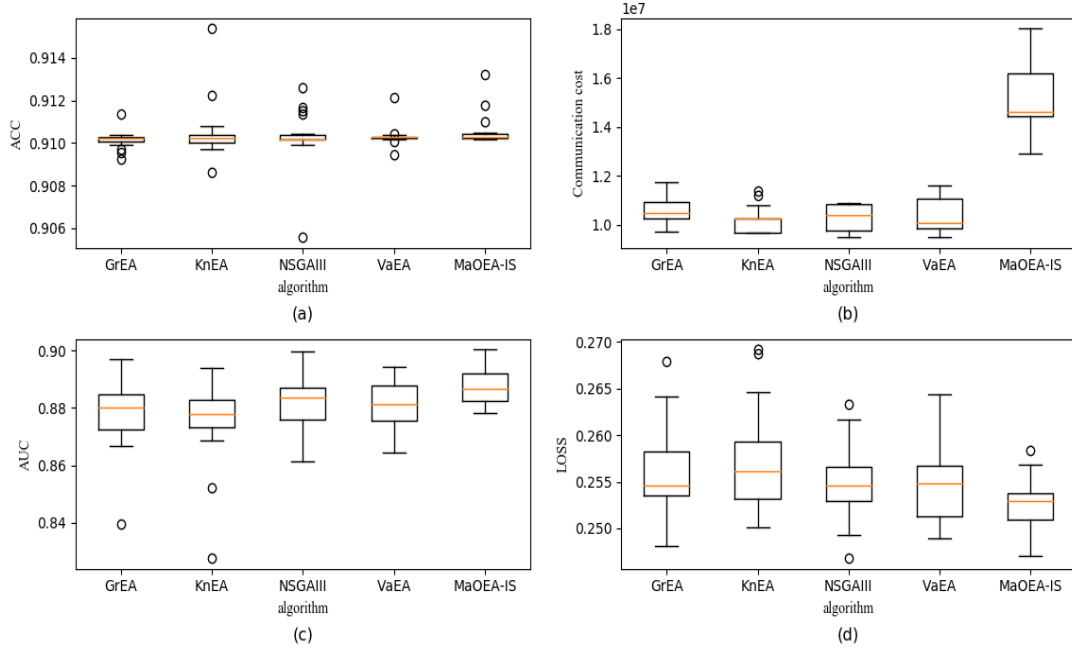 ACC
0.914
0.912
0.910
0.908
0.906
GrEA KnEA NSGAIII VaEA MaOEA-IS
algorithm
(a)
1e7
Communication cost
1.8
1.6
1.4
1.2
1.0
GrEA KnEA NSGAIII VaEA MaOEA-IS
algorithm
(b)
AUC
0.90
0.88
0.86
0.84
GrEA KnEA NSGAIII VaEA MaOEA-IS
algorithm
(c)
LOSS
0.270
0.265
0.260
0.255
0.250
GrEA KnEA NSGAIII VaEA MaOEA-IS
algorithm
(d)